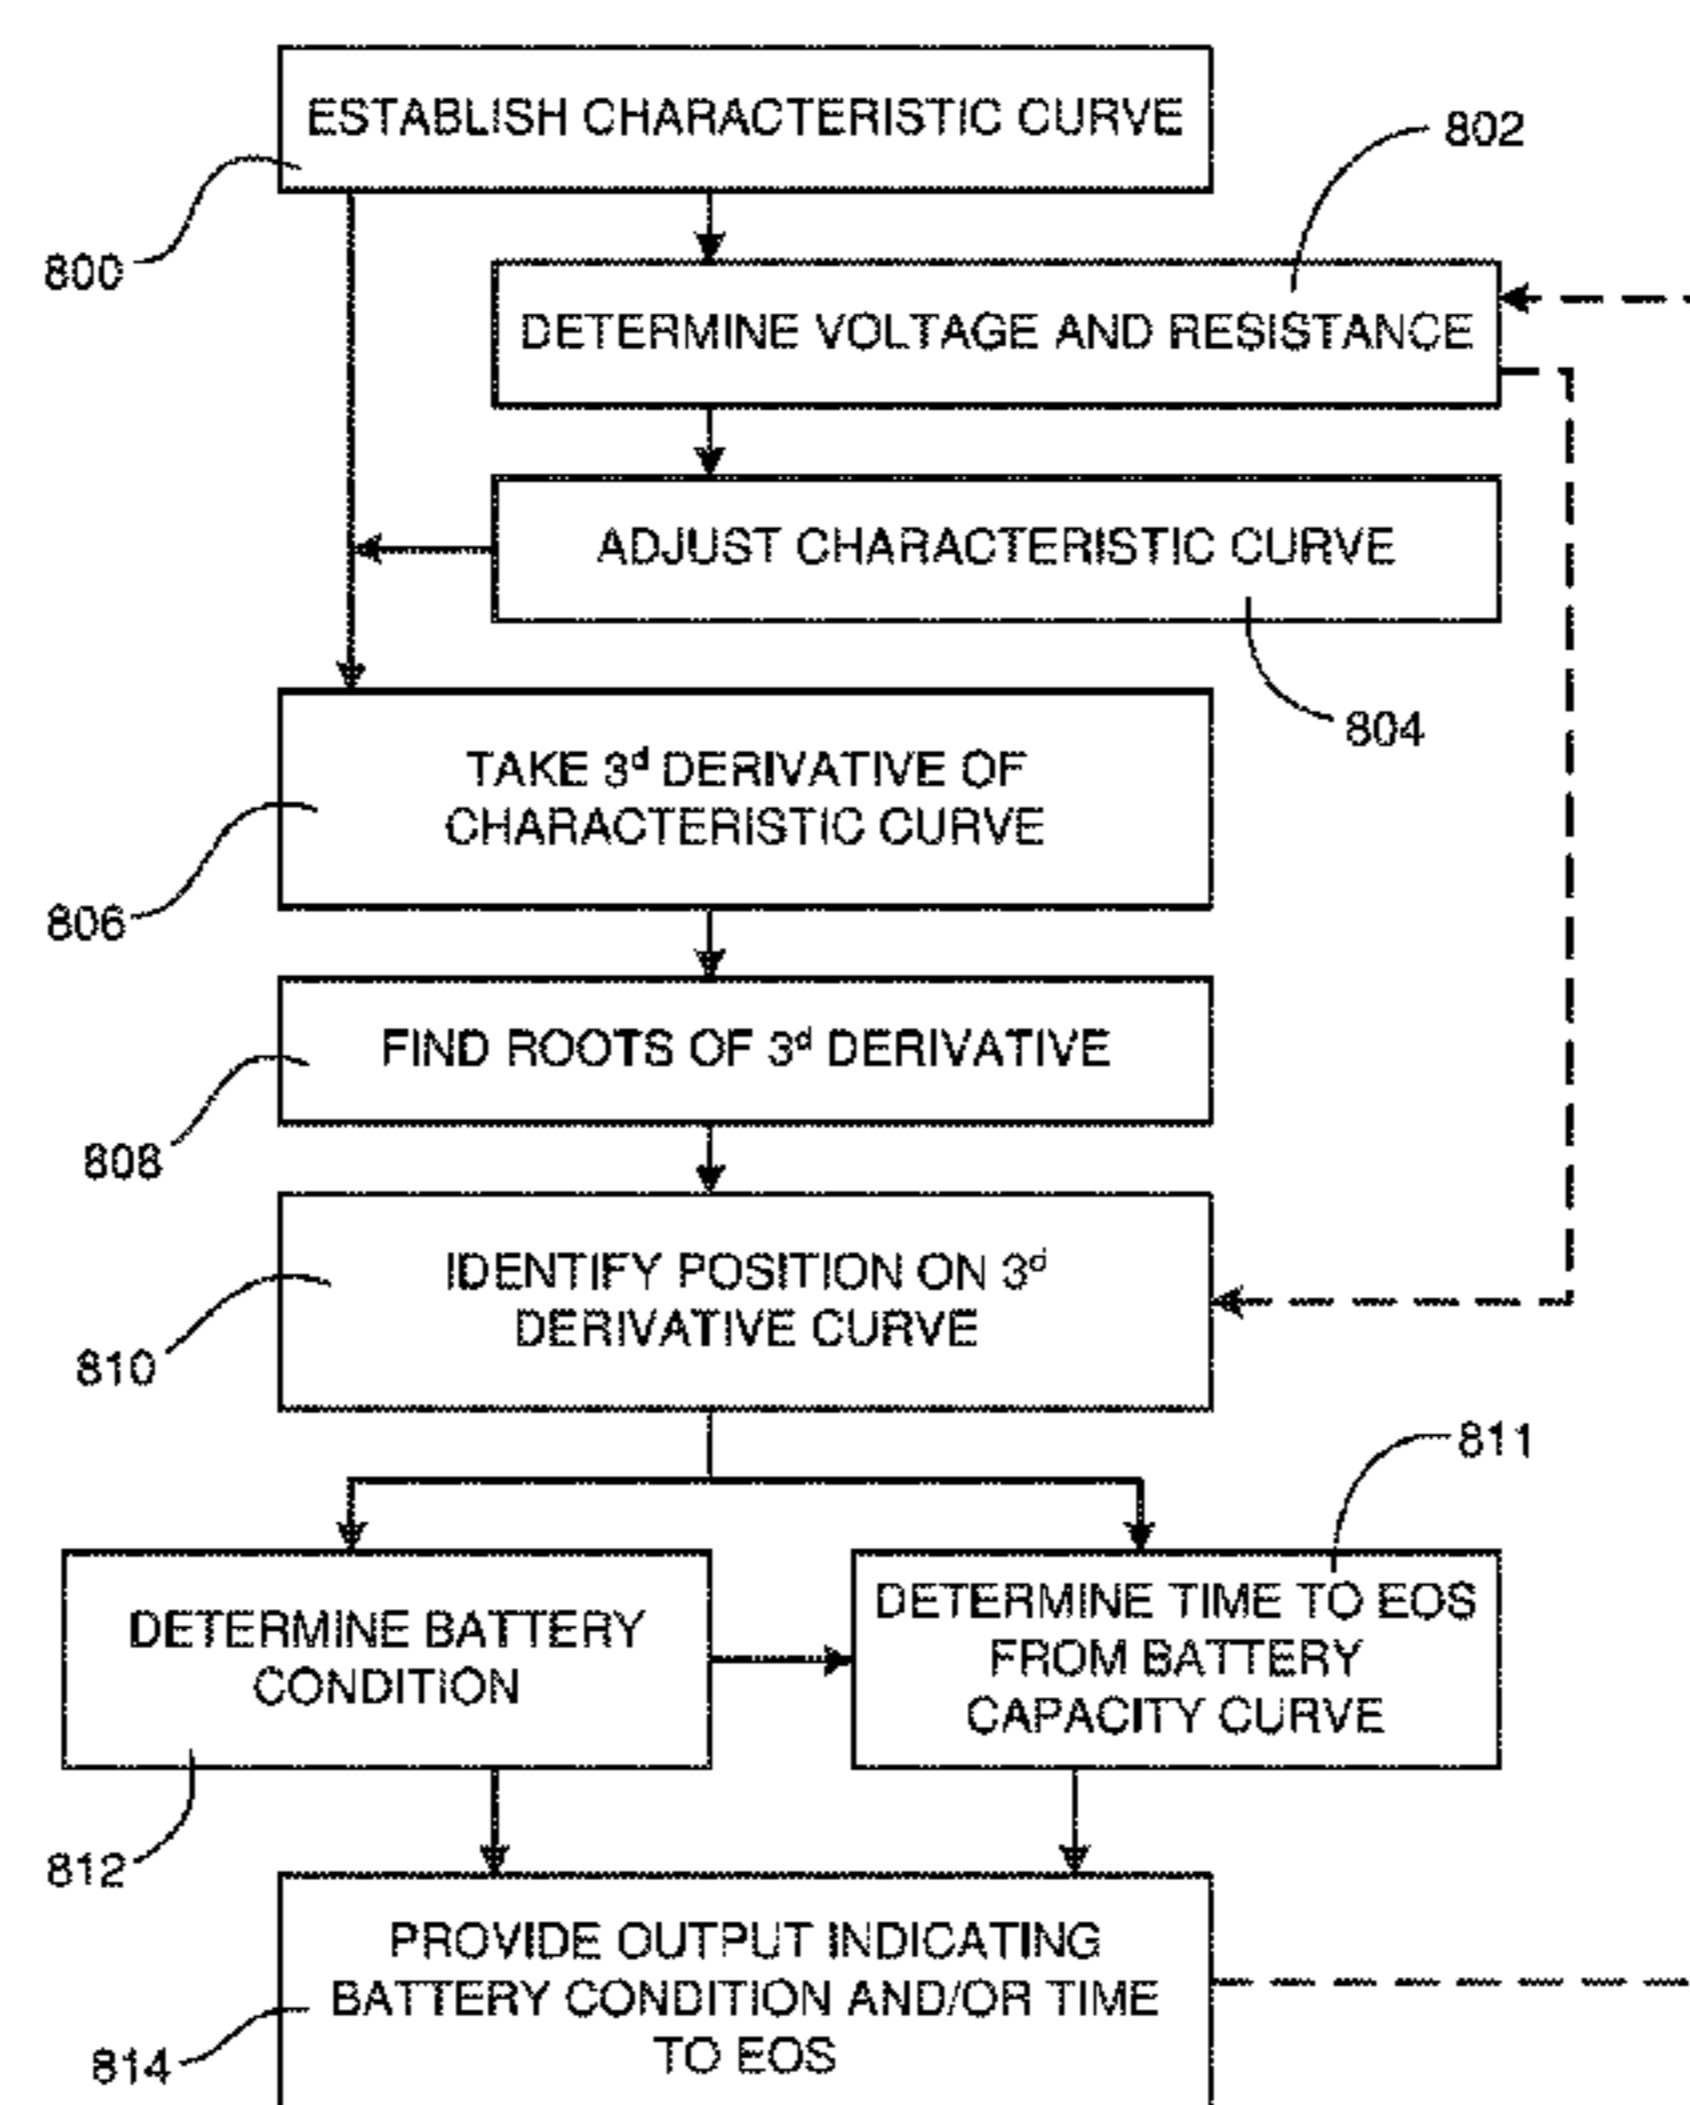 ESTABLISH CHARACTERISTIC CURVE
802
800
DETERMINE VOLTAGE AND RESISTANCE
ADJUST CHARACTERISTIC CURVE
804
TAKE 3d DERIVATIVE OF
CHARACTERISTIC CURVE
806
FIND ROOTS OF 3d DERIVATIVE
808
IDENTIFY POSITION ON 3d
DERIVATIVE CURVE
810
811
DETERMINE BATTERY
CONDITION
DETERMINE TIME TO EOS
FROM BATTERY
CAPACITY CURVE
812
PROVIDE OUTPUT INDICATING
BATTERY CONDITION AND/OR TIME
TO EOS
814